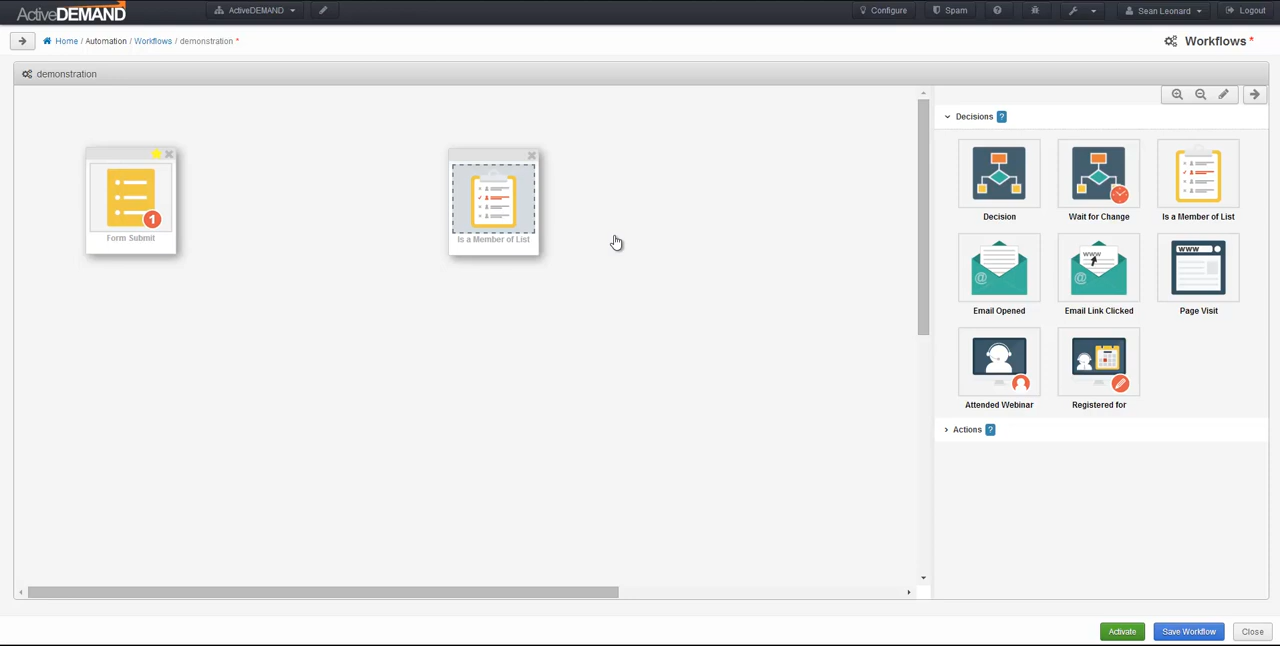 ActiveDEMAND
ActiveDEMAND
Configure
Spam
Sean Leonard
Logout
Home / Automation / Workflows / demonstration *
Workflows *
demonstration
Form Submit
1
Is a Member of List
Decisions ?
Decision
Wait for Change
Is a Member of List
Email Opened
WWW
Email Link Clicked
WWW
Page Visit
Attended Webinar
Registered for
Actions ?
Activate
Save Workflow
Close